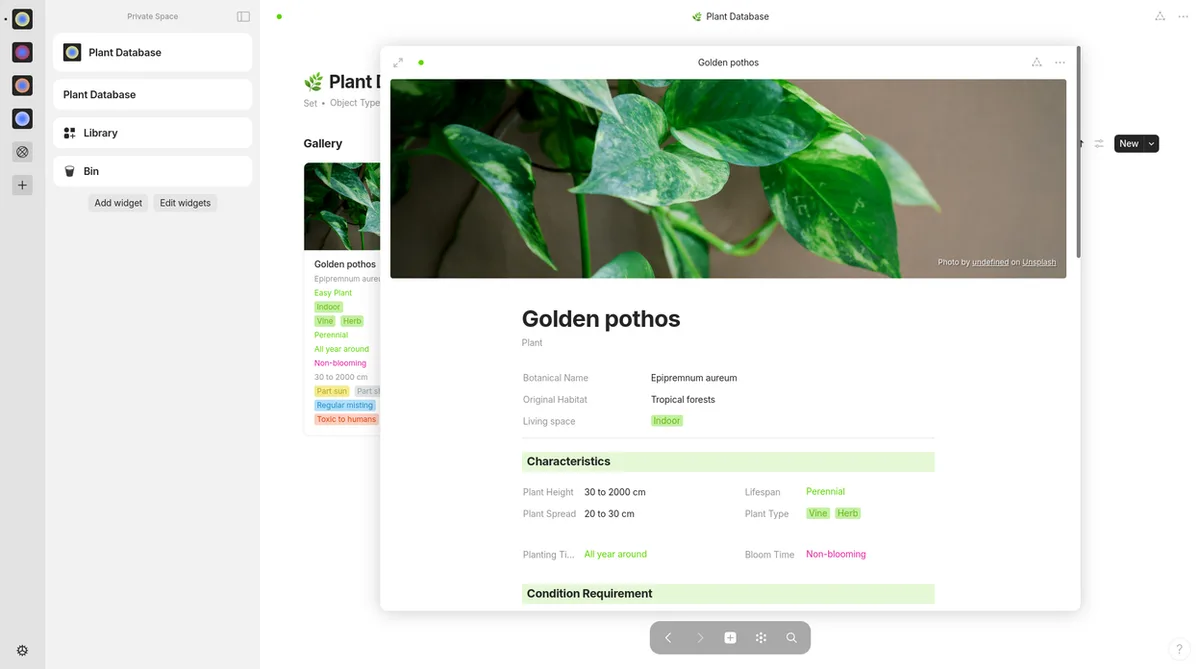 Private Space
Plant Database
Plant Database
Library
Bin
Add widget
Edit widgets
Plant Database
Plant D
Set • Object Type
Gallery
New
Golden pothos
Epipremnum aureu
Easy Plant
Indoor
Vine Herb
Perennial
All year around
Non-blooming
30 to 2000 cm
Part sun Part s
Regular misting
Toxic to humans
Golden pothos
Photo by undefined on Unsplash
Golden pothos
Plant
Botanical Name Epipremnum aureum
Original Habitat Tropical forests
Living space Indoor
Characteristics
Plant Height 30 to 2000 cm Lifespan Perennial
Plant Spread 20 to 30 cm Plant Type Vine Herb
Planting Ti... All year around Bloom Time Non-blooming
Condition Requirement
?